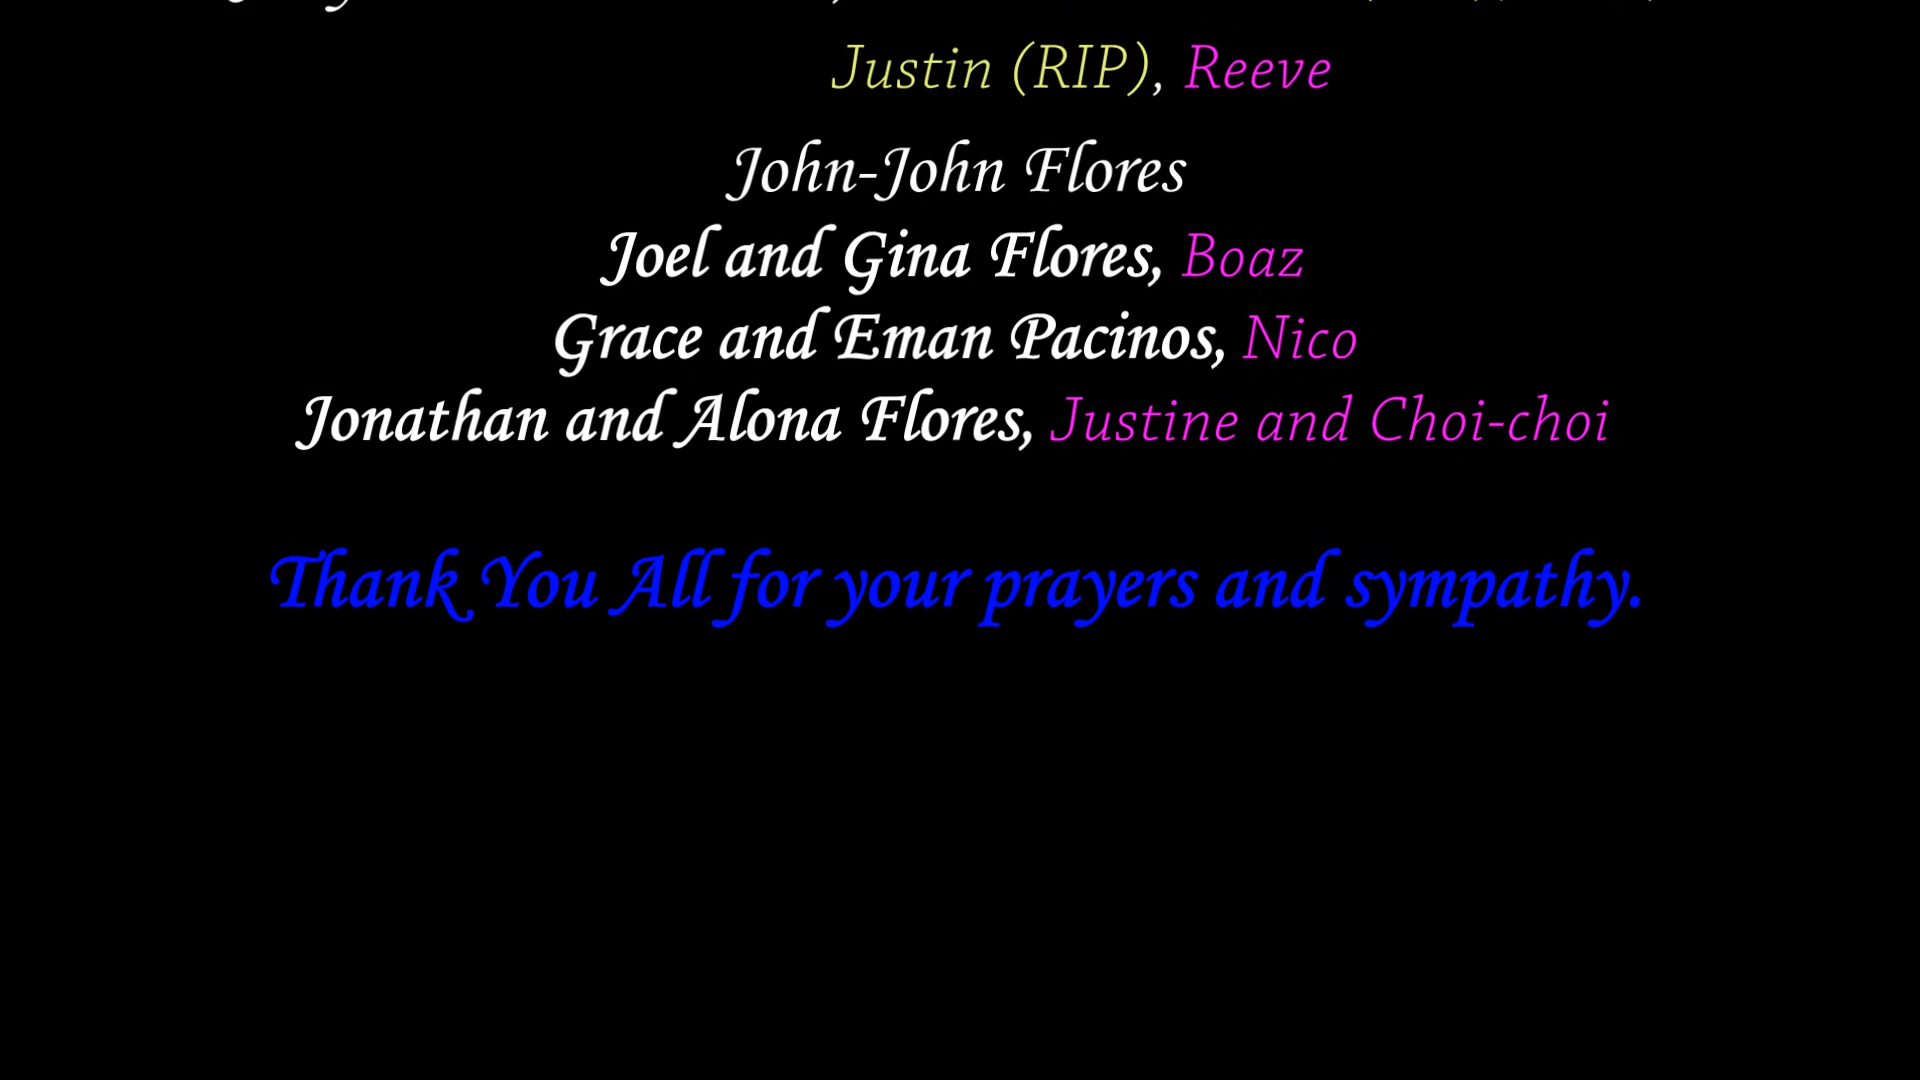 Justin (RIP), Reeve
John-John Flores
Joel and Gina Flores, Boaz
Grace and Eman Pacinos, Nico
Jonathan and Alona Flores, Justine and Choi-choi
Thank You All for your prayers and sympathy.